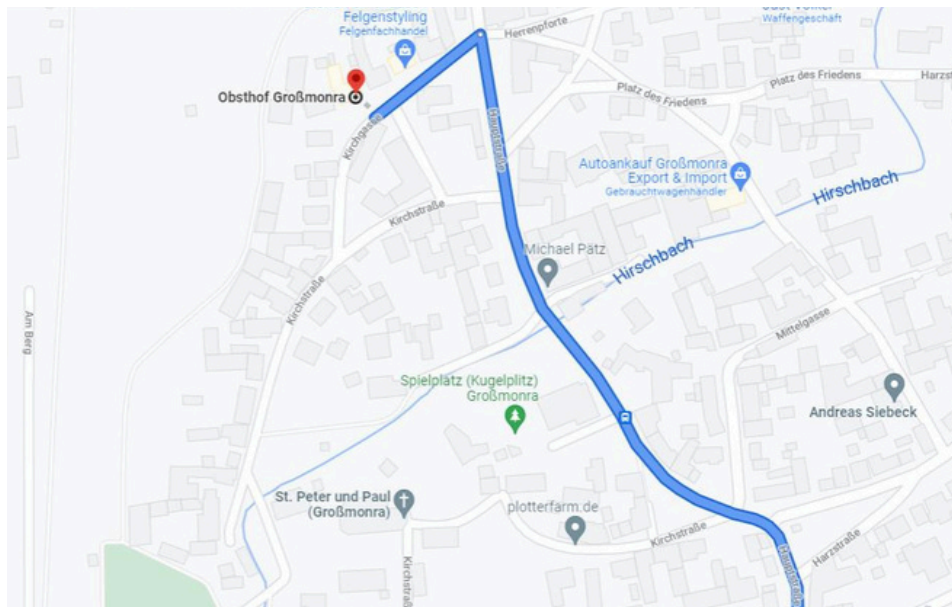 Felgenstyling
Felgenfachhandel
Herrenpforte
Waffengeschäft
Platz des Friedens
Harzst
Obsthof Großmonra
Platz des Friedens
Kirchgasse
Hauptstraße
Autoankauf Großmonra
Export & Import
Gebrauchtwagenhändler
Hirschbach
Kirchstraße
Michael Pätz
Hirschbach
Kirchstraße
Am Berg
Mittelgasse
Spielplatz (Kugelplitz)
Großmonra
Andreas Siebeck
St. Peter und Paul
(Großmonra)
plotterfarm.de
Kirchstraße
Harzstraße
Kirchstraße
Hauptstraße